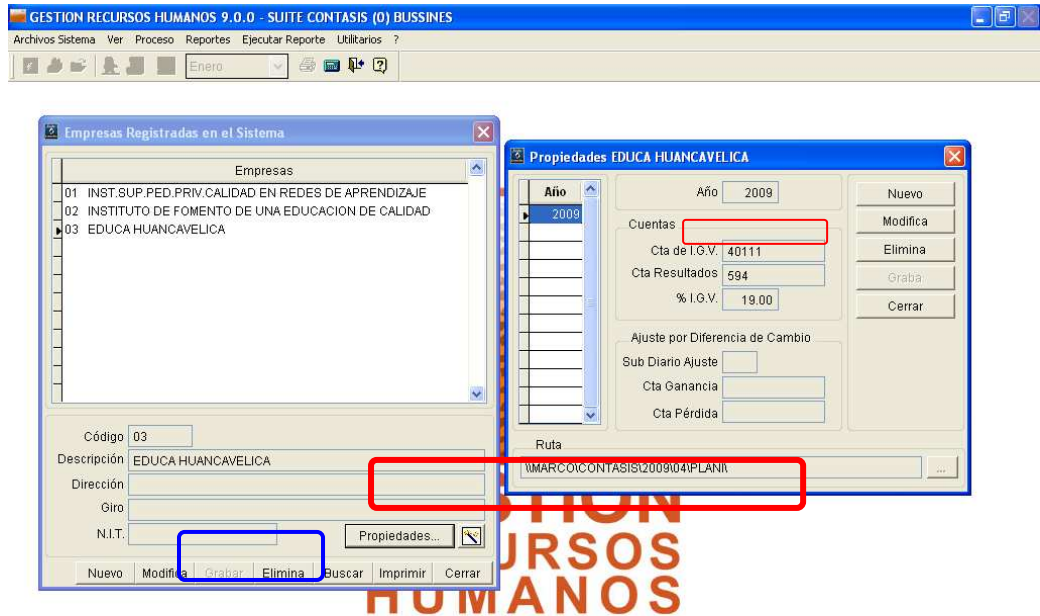 GESTION RECURSOS HUMANOS 9.0.0 - SUITE CONTASIS (0) BUSSINES
Archivos Sistema Ver Proceso Reportes Ejecutar Reporte Utilitarios ?
Enero
Empresas Registradas en el Sistema
Empresas
01 INST.SUP.PED.PRIV.CALIDAD EN REDES DE APRENDIZAJE
02 INSTITUTO DE FOMENTO DE UNA EDUCACION DE CALIDAD
03 EDUCA HUANCAVELICA
Código 03
Descripción EDUCA HUANCAVELICA
Dirección
Giro
N.I.T.
Propiedades...
Nuevo Modifica Grabar Elimina Buscar Imprimir Cerrar
Propiedades EDUCA HUANCAVELICA
Año
2009
Año 2009
Cuentas
Cta de I.G.V. 40111
Cta Resultados 594
% I.G.V. 19.00
Ajuste por Diferencia de Cambio
Sub Diario Ajuste
Cta Ganancia
Cta Pérdida
Nuevo
Modifica
Elimina
Graba
Cerrar
Ruta
\\MARCO\CONTASIS\2009\04\PLANI\
...
HUMANOS